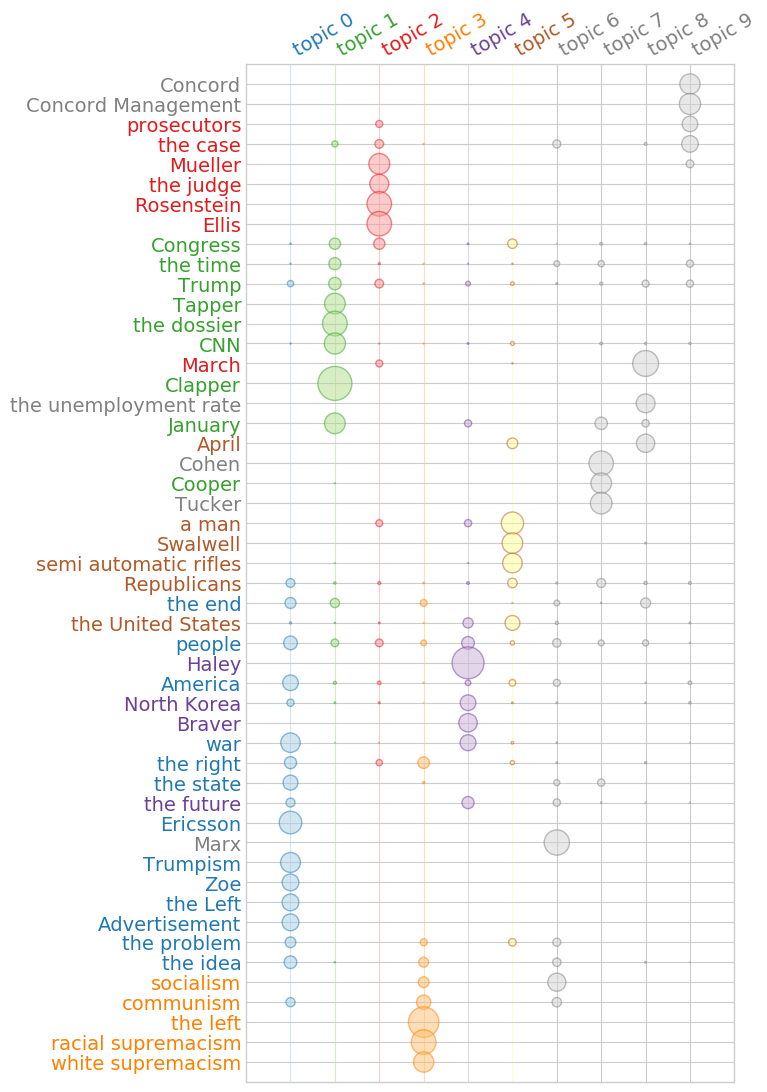 topic 0
topic 1
topic 2
topic 3
topic 4
topic 5
topic 6
topic 7
topic 8
topic 9
Concord
Concord Management
prosecutors
the case
Mueller
the judge
Rosenstein
Ellis
Congress
the time
Trump
Tapper
the dossier
CNN
March
Clapper
the unemployment rate
January
April
Cohen
Cooper
Tucker
a man
Swalwell
semi automatic rifles
Republicans
the end
the United States
people
Haley
America
North Korea
Braver
war
the right
the state
the future
Ericsson
Marx
Trumpism
Zoe
the Left
Advertisement
the problem
the idea
socialism
communism
the left
racial supremacism
white supremacism